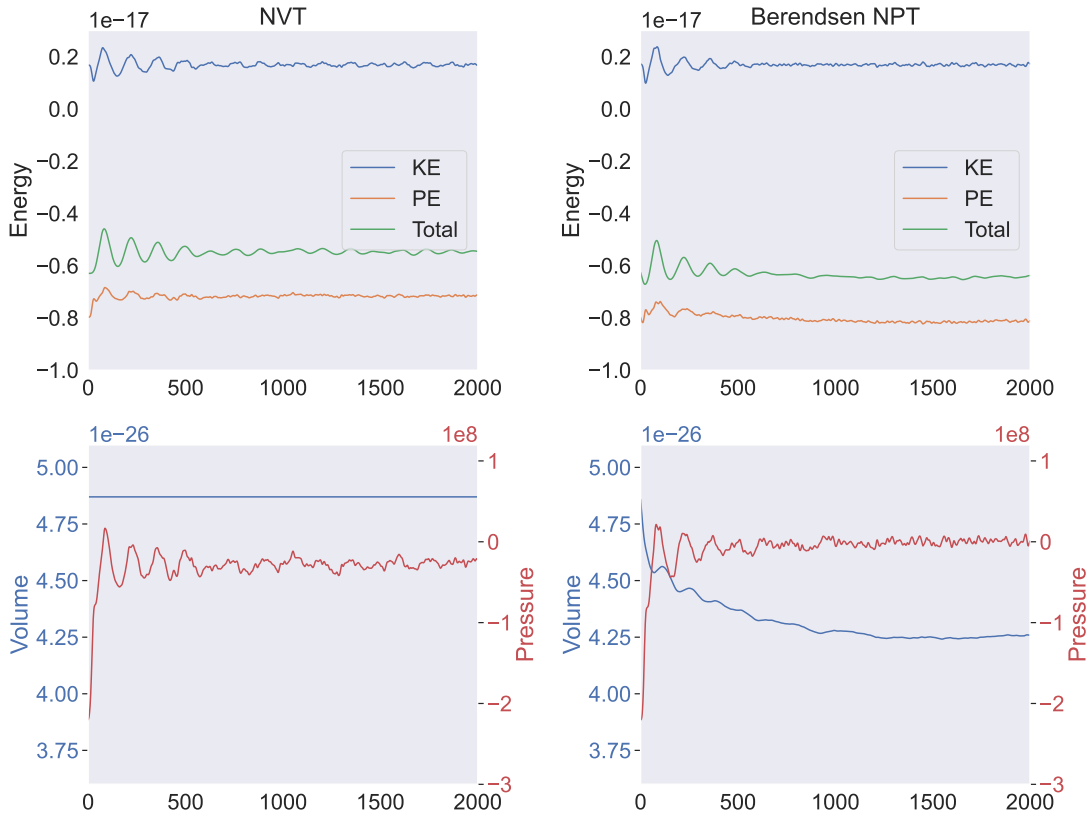 NVT
Berendsen NPT
1e−17
1e−17
0.2
0.0
−0.2
−0.4
−0.6
−0.8
−1.0
Energy
KE
PE
Total
0 500 1000 1500 2000
0.2
0.0
−0.2
−0.4
−0.6
−0.8
−1.0
Energy
KE
PE
Total
0 500 1000 1500 2000
1e−26
1e8
5.00
4.75
4.50
4.25
4.00
3.75
Volume
1
0
−1
−2
−3
Pressure
0 500 1000 1500 2000
1e−26
1e8
5.00
4.75
4.50
4.25
4.00
3.75
Volume
1
0
−1
−2
−3
Pressure
0 500 1000 1500 2000